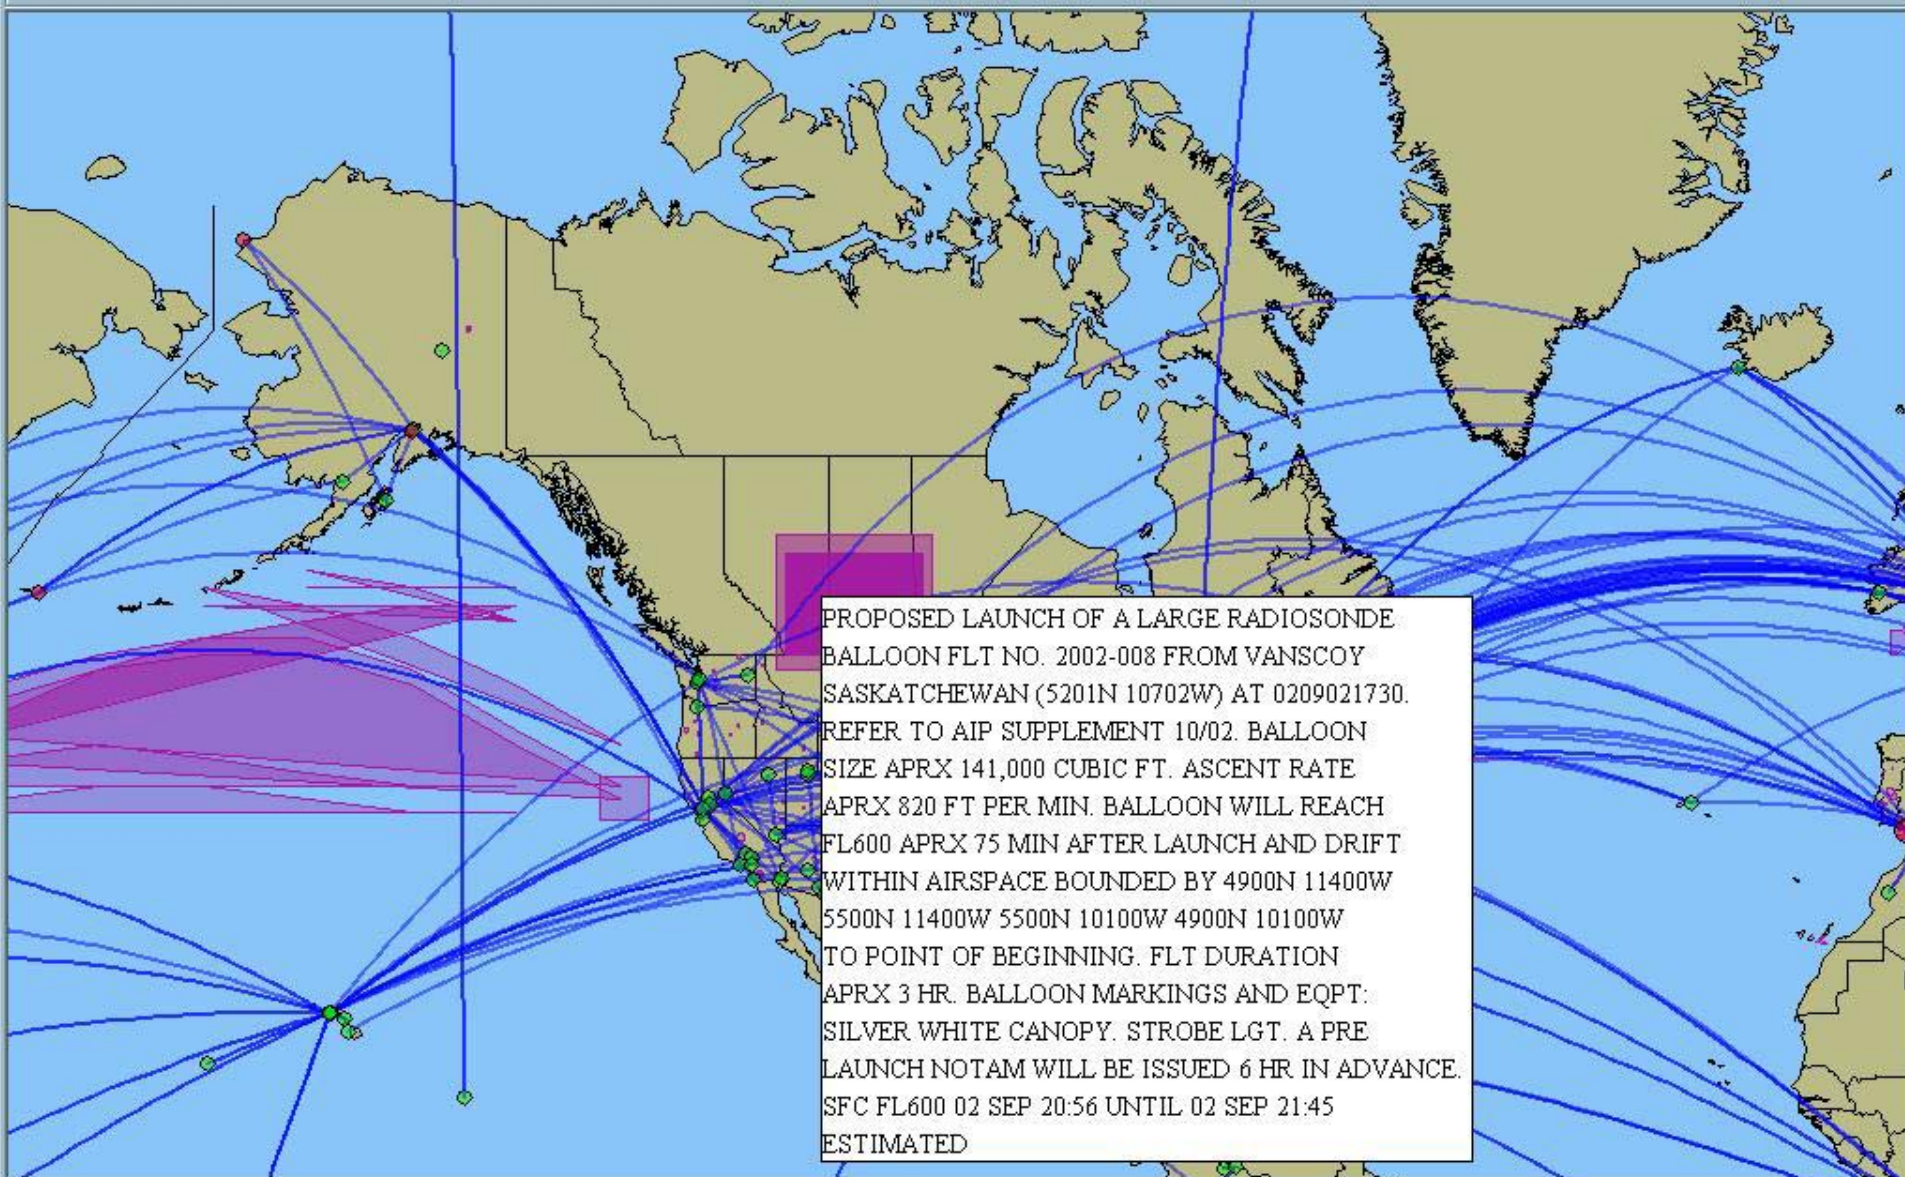 PROPOSED LAUNCH OF A LARGE RADIOSONDE
BALLOON FLT NO. 2002-008 FROM VANSCOY
SASKATCHEWAN (5201N 10702W) AT 0209021730.
REFER TO AIP SUPPLEMENT 10/02. BALLOON
SIZE APRX 141,000 CUBIC FT. ASCENT RATE
APRX 820 FT PER MIN. BALLOON WILL REACH
FL600 APRX 75 MIN AFTER LAUNCH AND DRIFT
WITHIN AIRSPACE BOUNDED BY 4900N 11400W
5500N 11400W 5500N 10100W 4900N 10100W
TO POINT OF BEGINNING. FLT DURATION
APRX 3 HR. BALLOON MARKINGS AND EQPT:
SILVER WHITE CANOPY. STROBE LGT. A PRE
LAUNCH NOTAM WILL BE ISSUED 6 HR IN ADVANCE.
SFC FL600 02 SEP 20:56 UNTIL 02 SEP 21:45
ESTIMATED